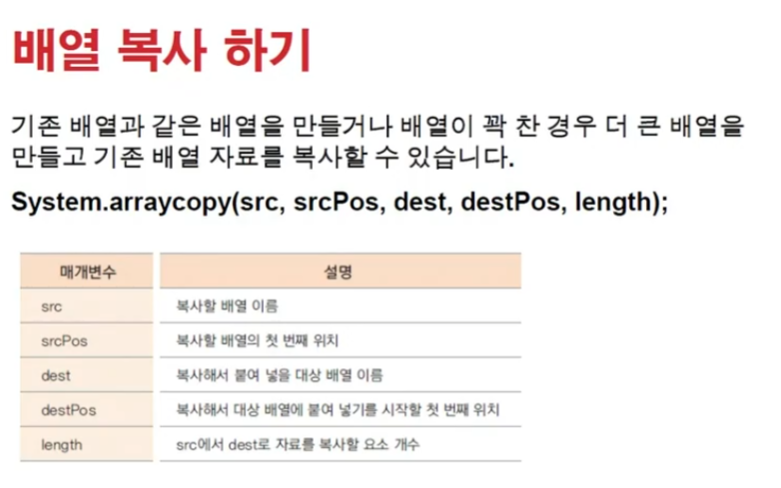 배열 복사 하기
기존 배열과 같은 배열을 만들거나 배열이 꽉 찬 경우 더 큰 배열을
만들고 기존 배열 자료를 복사할 수 있습니다.
System.arraycopy(src, srcPos, dest, destPos, length);
매개변수 설명
src 복사할 배열 이름
srcPos 복사할 배열의 첫 번째 위치
dest 복사해서 붙여 넣을 대상 배열 이름
destPos 복사해서 대상 배열에 붙여 넣기를 시작할 첫 번째 위치
length src에서 dest로 자료를 복사할 요소 개수